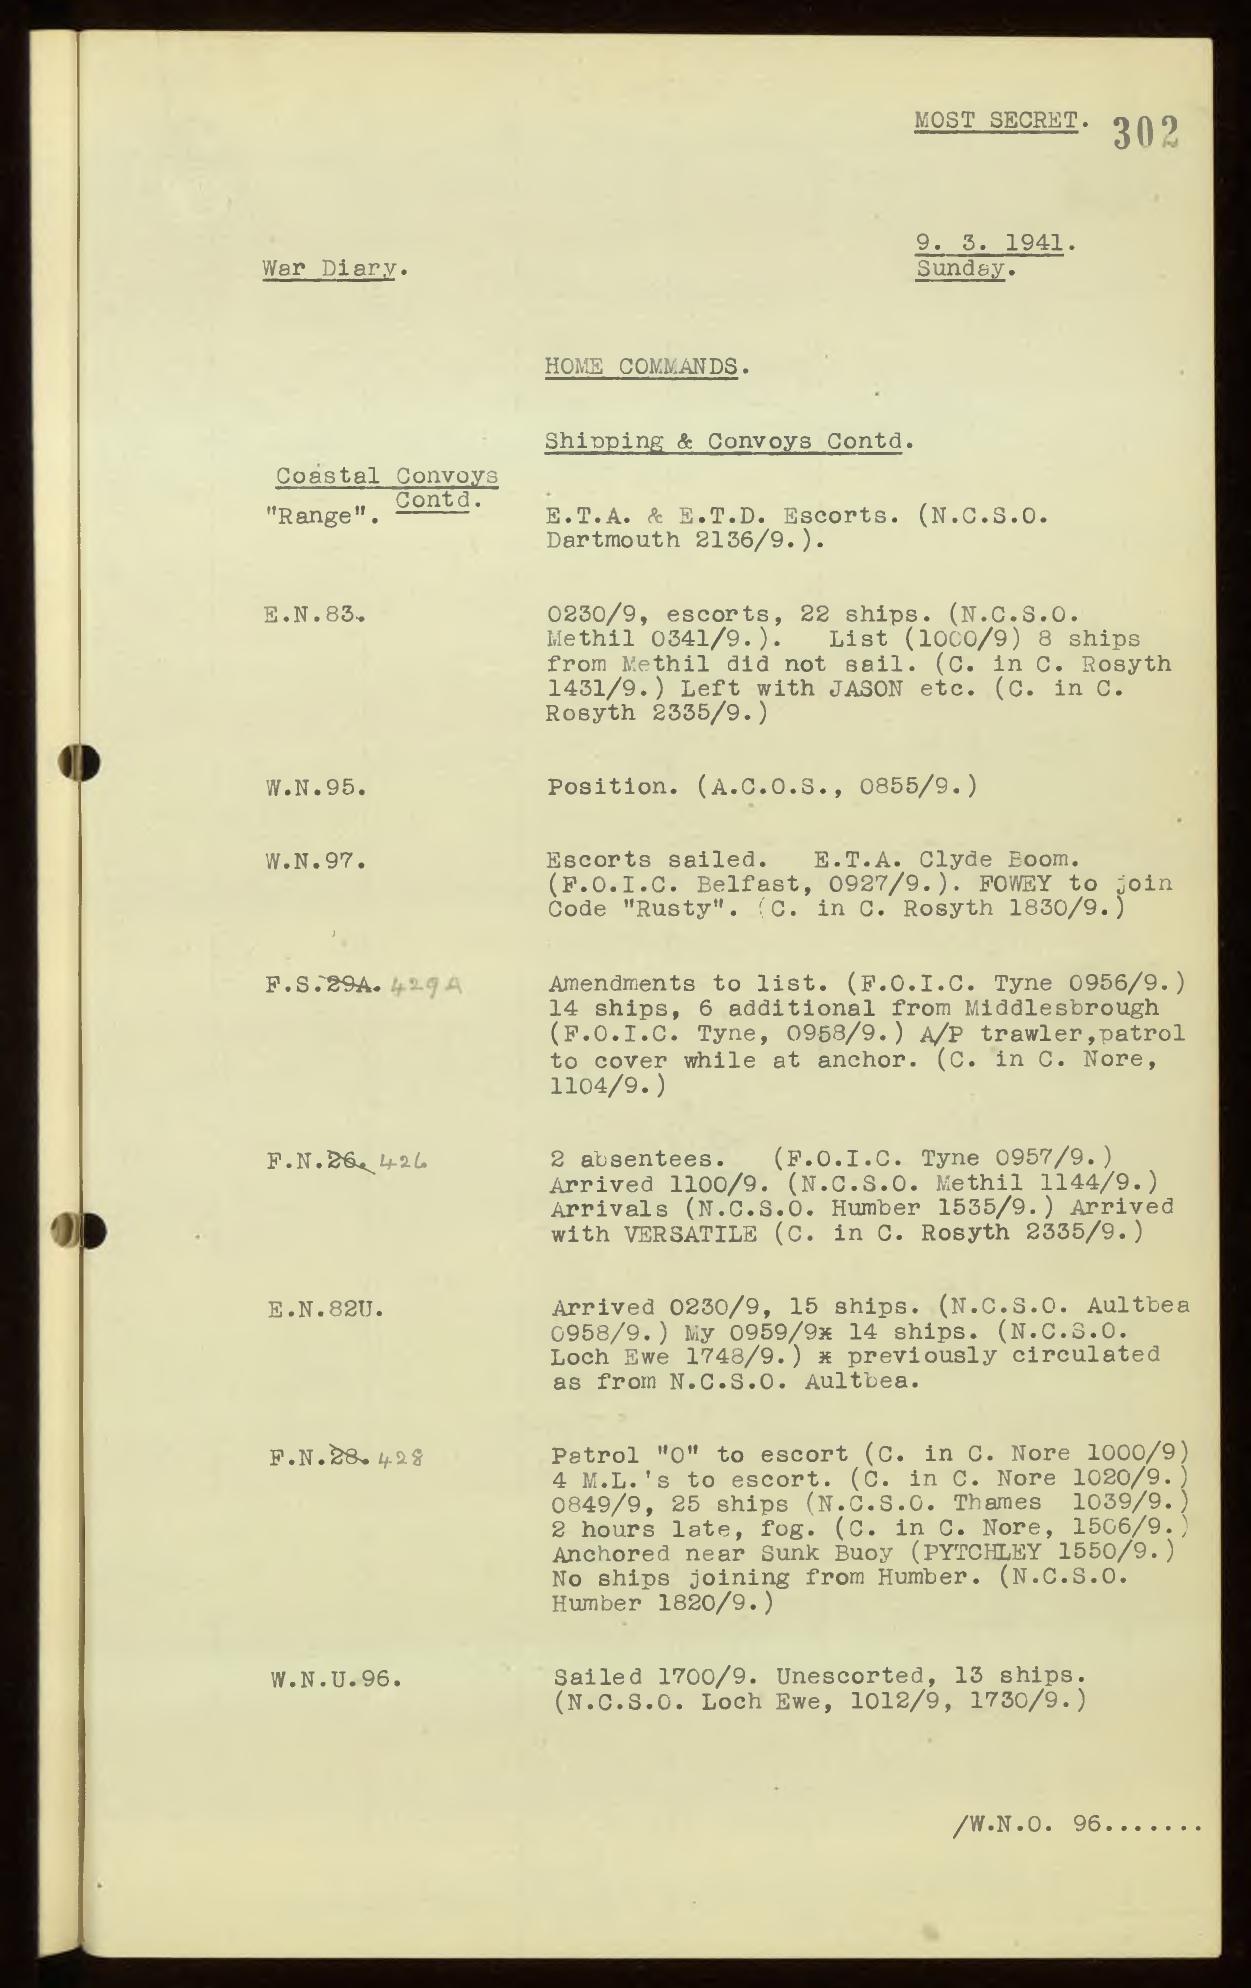 MOST SECRET. 302
9. 3. 1941.
War Diary.
Sunday.
HOME COMMANDS.
Shipping & Convoys Contd.
Coastal Convoys
Contd.
"Range".
E.T.A. & E.T.D. Escorts. (N.C.S.O.
Dartmouth 2136/9.).
E.N.83.
0230/9, escorts, 22 ships. (N.C.S.O.
Methil 0341/9.). List (1000/9) 8 ships
from Methil did not sail. (C. in C. Rosyth
1431/9.) Left with JASON etc. (C. in C.
Rosyth 2335/9.)
W.N.95.
Position. (A.C.O.S., 0855/9.)
W.N.97.
Escorts sailed. E.T.A. Clyde Boom.
(F.O.I.C. Belfast, 0927/9.). FOWEY to join
Code "Rusty". (C. in C. Rosyth 1830/9.)
F.S.29A. 429A
Amendments to list. (F.O.I.C. Tyne 0956/9.)
14 ships, 6 additional from Middlesbrough
(F.O.I.C. Tyne, 0958/9.) A/P trawler,patrol
to cover while at anchor. (C. in C. Nore,
1104/9.)
F.N.26. 426
2 absentees. (F.O.I.C. Tyne 0957/9.)
Arrived 1100/9. (N.C.S.O. Methil 1144/9.)
Arrivals (N.C.S.O. Humber 1535/9.) Arrived
with VERSATILE (C. in C. Rosyth 2335/9.)
E.N.82U.
Arrived 0230/9, 15 ships. (N.C.S.O. Aultbea
0958/9.) My 0959/9x 14 ships. (N.C.S.O.
Loch Ewe 1748/9.) x previously circulated
as from N.C.S.O. Aultbea.
F.N.28. 428
Patrol "O" to escort (C. in C. Nore 1000/9)
4 M.L.'s to escort. (C. in C. Nore 1020/9.)
0849/9, 25 ships (N.C.S.O. Thames 1039/9.)
2 hours late, fog. (C. in C. Nore, 1506/9.)
Anchored near Sunk Buoy (PYTCHLEY 1550/9.)
No ships joining from Humber. (N.C.S.O.
Humber 1820/9.)
W.N.U.96.
Sailed 1700/9. Unescorted, 13 ships.
(N.C.S.O. Loch Ewe, 1012/9, 1730/9.)
/W.N.O. 96.......